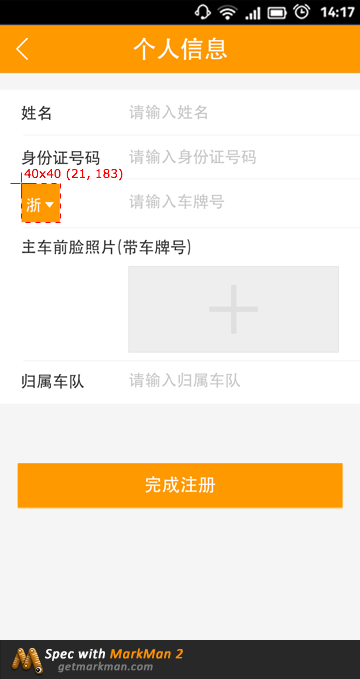 14:17
个人信息
姓名 请输入姓名
身份证号码 请输入身份证号码
40x40 (21, 183)
浙 请输入车牌号
主车前脸照片(带车牌号)
归属车队 请输入归属车队
完成注册
Spec with MarkMan 2
getmarkman.com